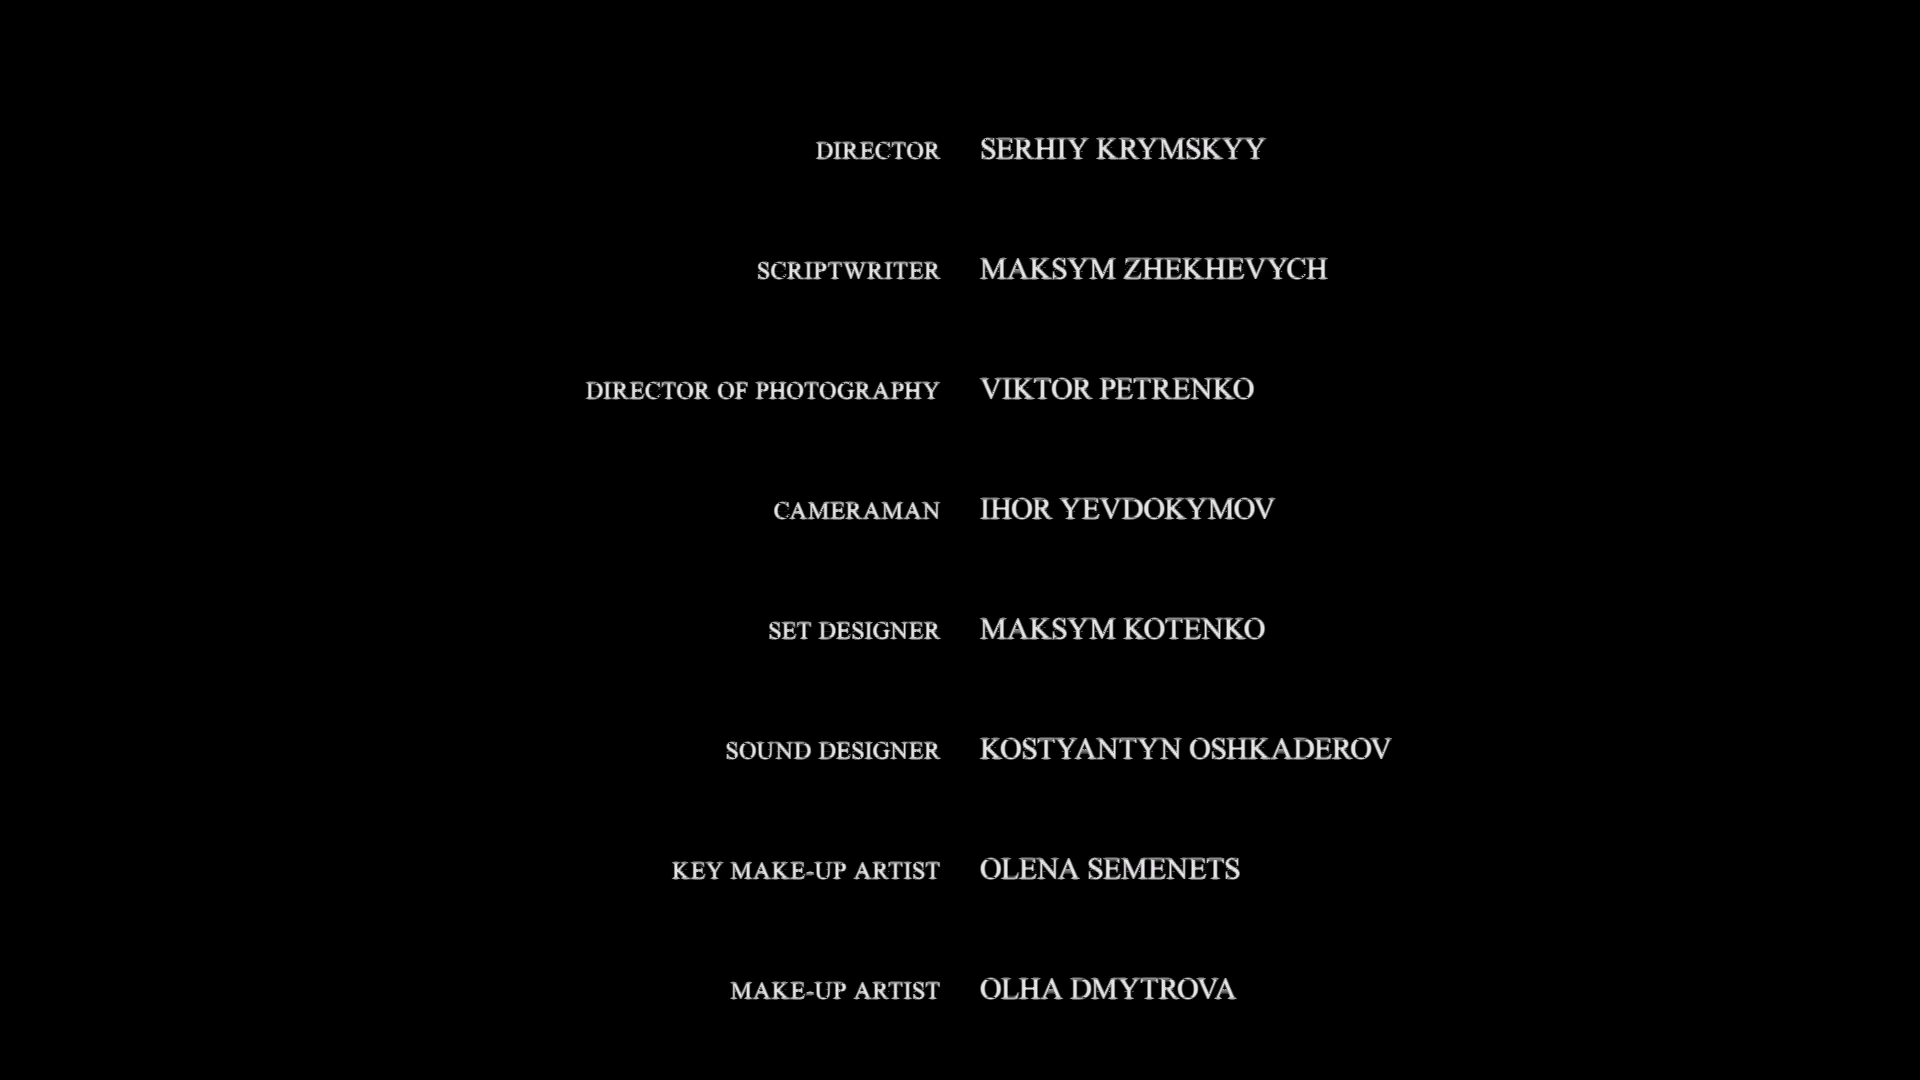 DIRECTOR SERHIY KRYMSKYY
SCRIPTWRITER MAKSYM ZHEKHEVYCH
DIRECTOR OF PHOTOGRAPHY VIKTOR PETRENKO
CAMERAMAN IHOR YEVDOKYMOV
SET DESIGNER MAKSYM KOTENKO
SOUND DESIGNER KOSTYANTYN OSHKADEROV
KEY MAKE-UP ARTIST OLENA SEMENETS
MAKE-UP ARTIST OLHA DMYTROVA